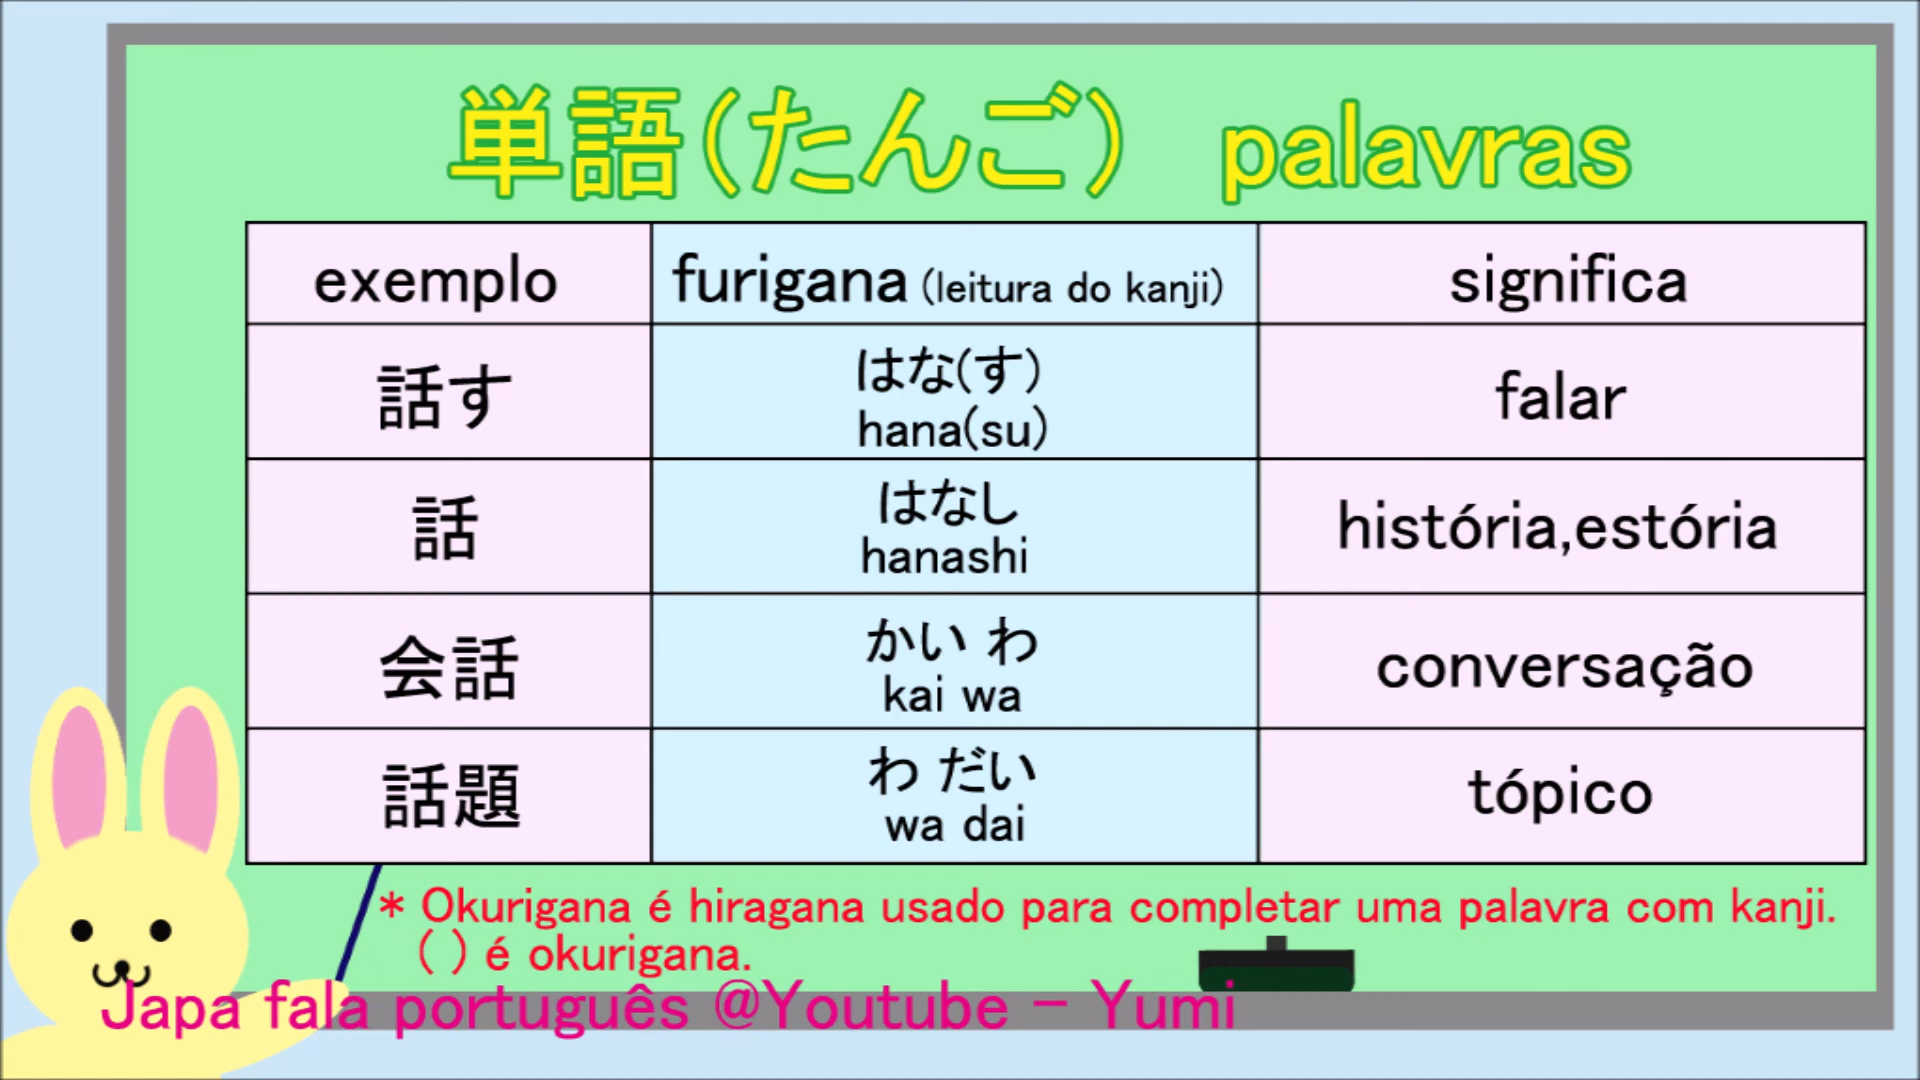 単語（たんご） palavras
exemplo furigana (leitura do kanji) significa
話す はな(す) hana(su) falar
話 はなし hanashi história,estória
会話 かい わ kai wa conversação
話題 わ だい wa dai tópico
* Okurigana é hiragana usado para completar uma palavra com kanji.
( ) é okurigana.
Japa fala português @Youtube - Yumi